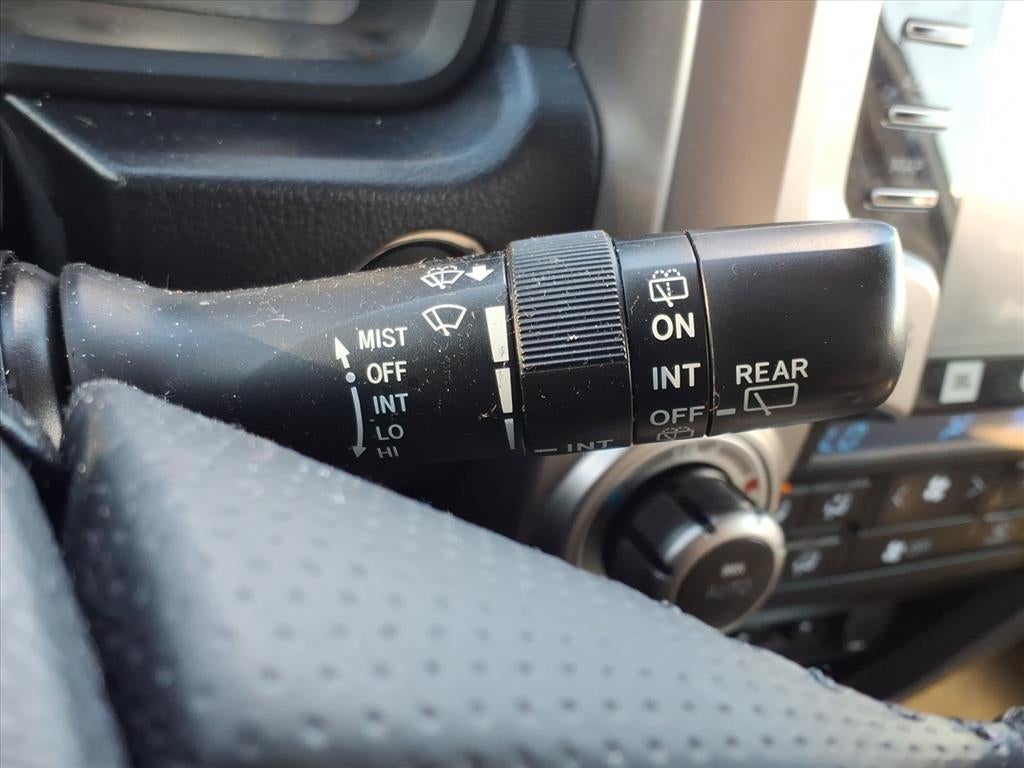 MIST
OFF
INT
LO
HI
INT
ON
INT
OFF
REAR